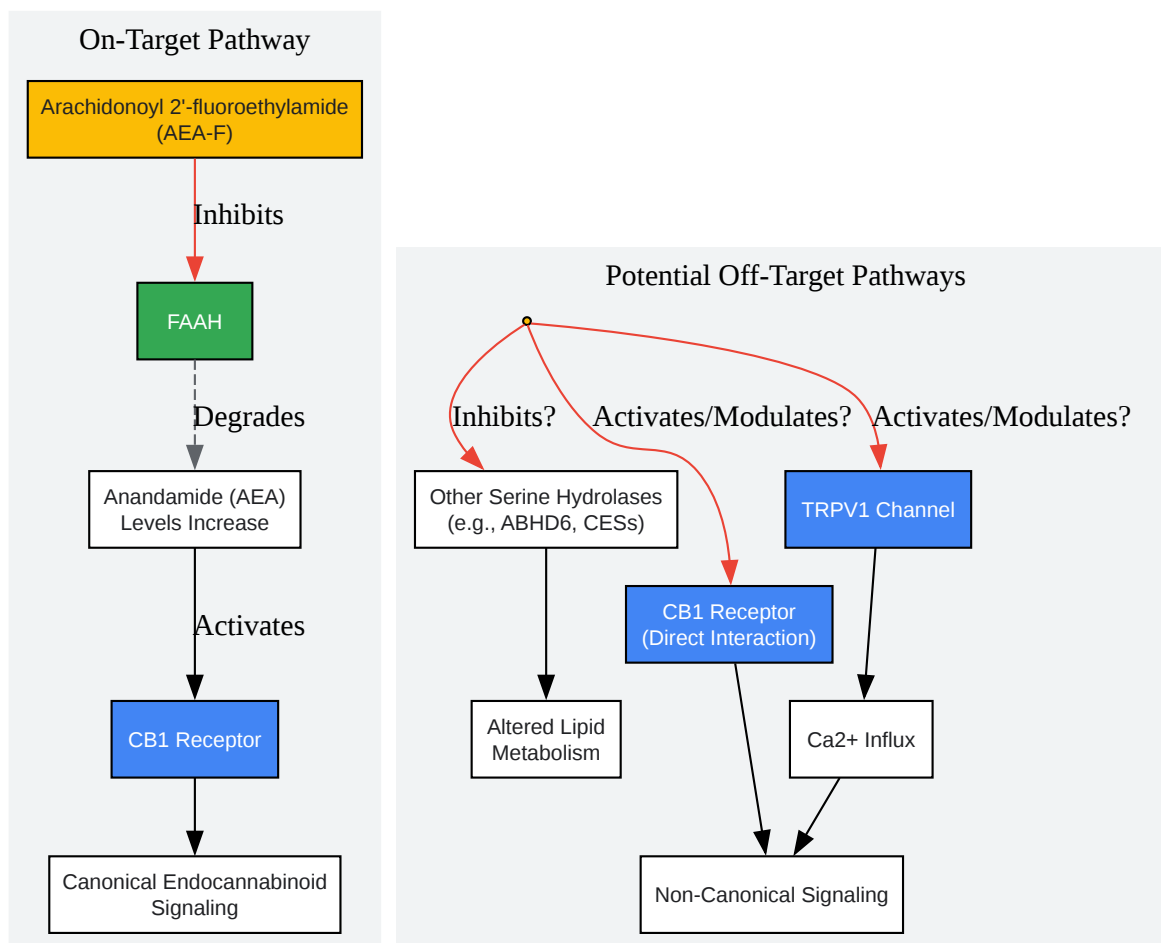 On-Target Pathway
Arachidonoyl 2'-fluoroethylamide
(AEA-F)
Inhibits
FAAH
Degrades
Anandamide (AEA)
Levels Increase
Activates
CB1 Receptor
Canonical Endocannabinoid
Signaling
Potential Off-Target Pathways
Inhibits?
Activates/Modulates?
Activates/Modulates?
Other Serine Hydrolases
(e.g., ABHD6, CESs)
TRPV1 Channel
CB1 Receptor
(Direct Interaction)
Altered Lipid
Metabolism
Ca2+ Influx
Non-Canonical Signaling